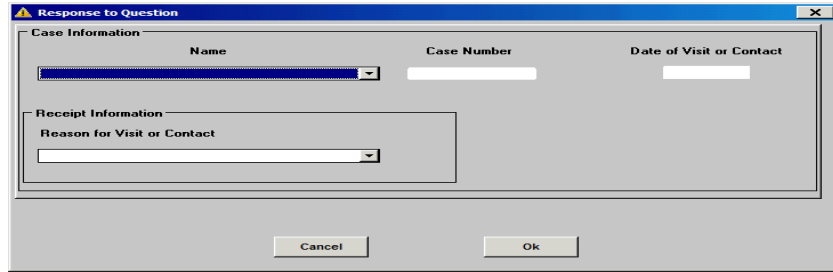 Response to Question
Case Information
Name Case Number Date of Visit or Contact
Receipt Information
Reason for Visit or Contact
Cancel Ok